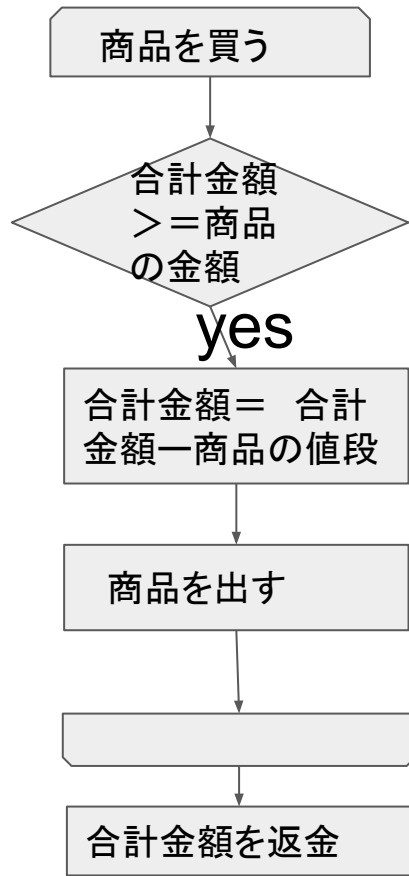 商品を買う
合計金額
＞＝商品
の金額
yes
合計金額＝　合計
金額ー商品の値段
商品を出す
合計金額を返金